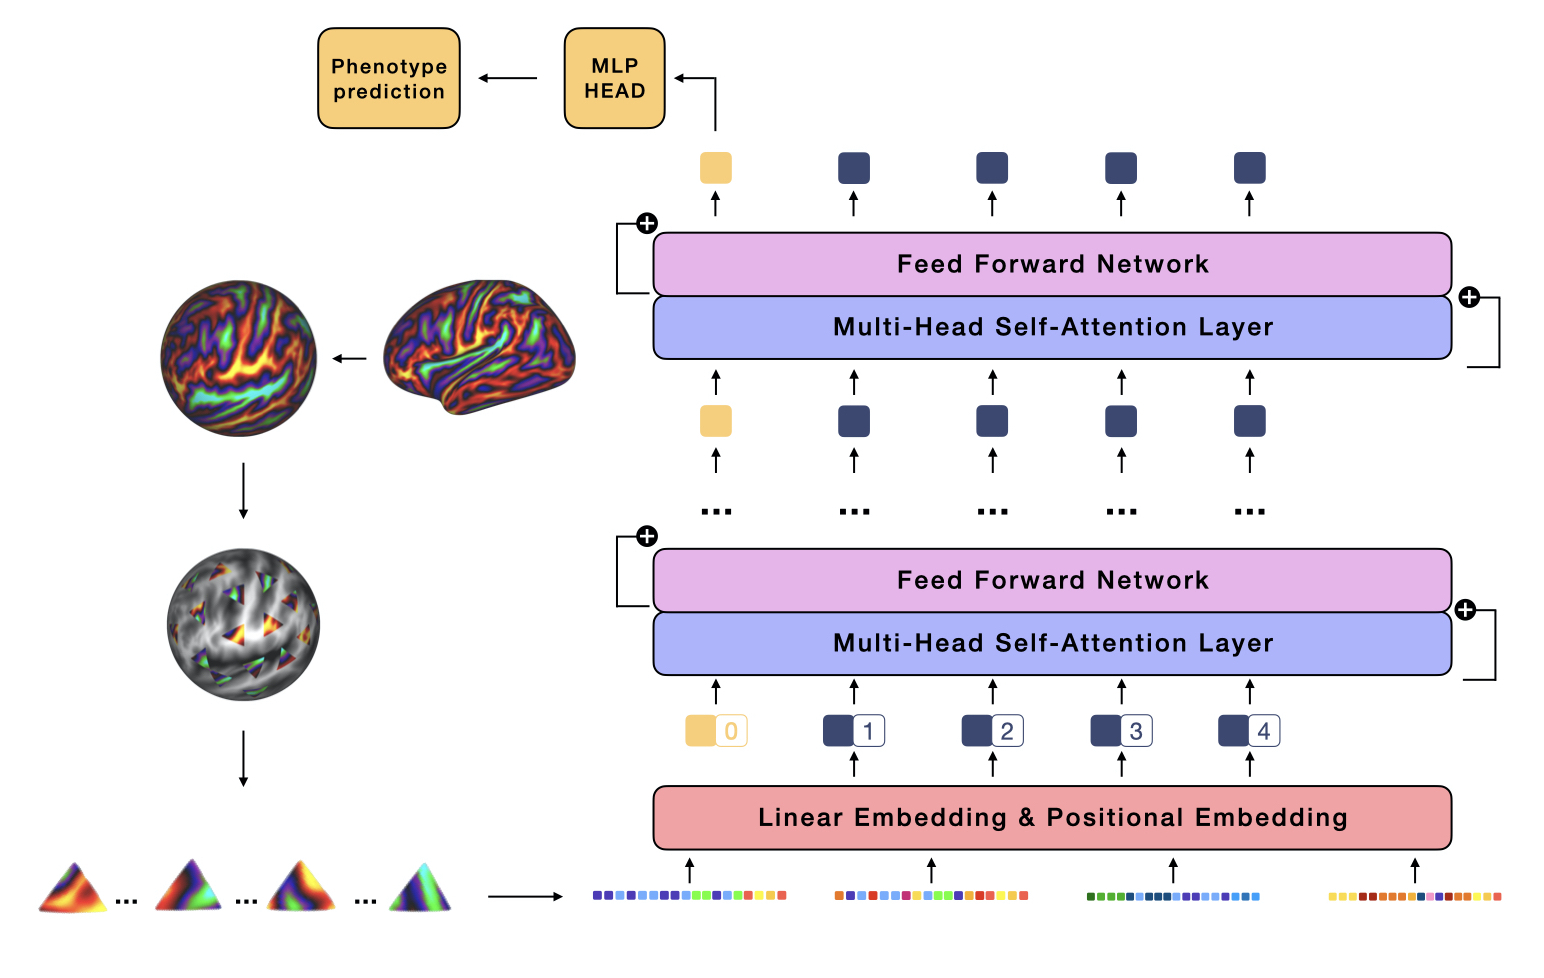 Phenotype
prediction
MLP
HEAD
Feed Forward Network
Multi-Head Self-Attention Layer
...
...
...
...
...
Feed Forward Network
Multi-Head Self-Attention Layer
0
1
2
3
4
Linear Embedding & Positional Embedding
...
...
...